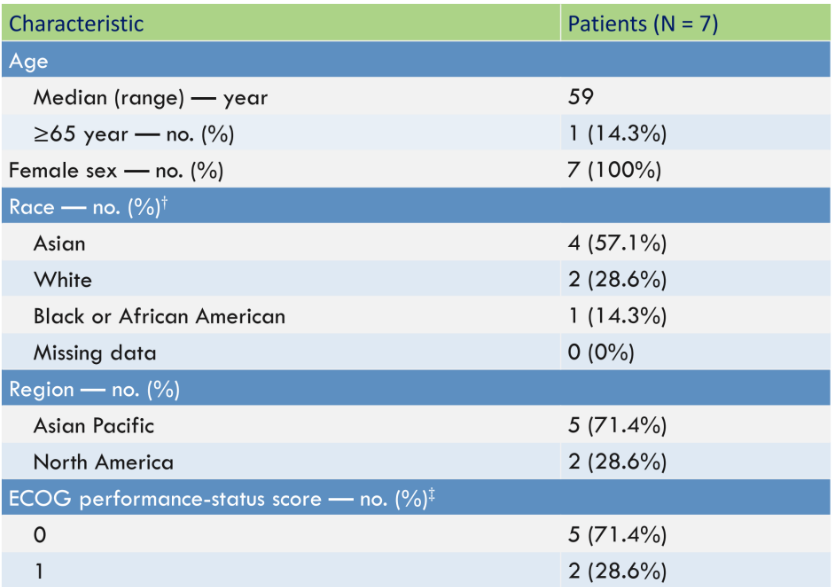 Characteristic Patients (N = 7)
Age
Median (range) — year 59
≥65 year — no. (%) 1 (14.3%)
Female sex — no. (%) 7 (100%)
Race — no. (%)†
Asian 4 (57.1%)
White 2 (28.6%)
Black or African American 1 (14.3%)
Missing data 0 (0%)
Region — no. (%)
Asian Pacific 5 (71.4%)
North America 2 (28.6%)
ECOG performance-status score — no. (%)‡
0 5 (71.4%)
1 2 (28.6%)